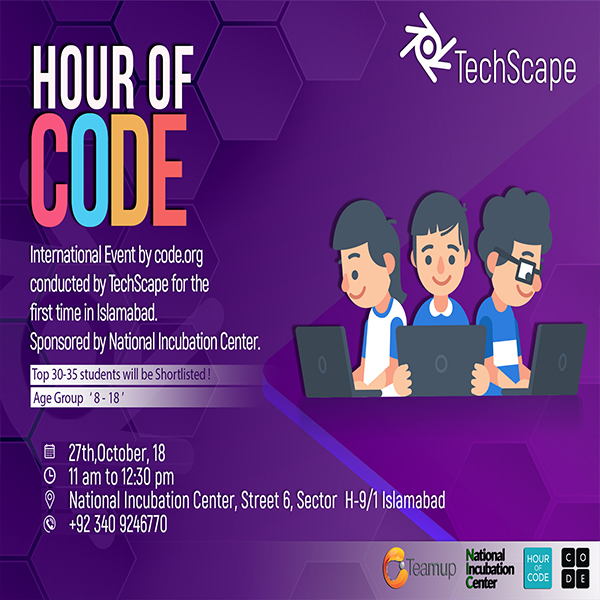 HOUR OF
CODE
TechScape
International Event by code.org
conducted by TechScape for the
first time in Islamabad.
Sponsored by National Incubation Center.
Top 30-35 students will be Shortlisted !
Age Group ‘ 8 - 18 ’
27th,October, 18
11 am to 12:30 pm
National Incubation Center, Street 6, Sector H-9/1 Islamabad
+92 340 9246770
Teamup
National
Incubation
Center
HOUR
OF
CODE
CO
DE